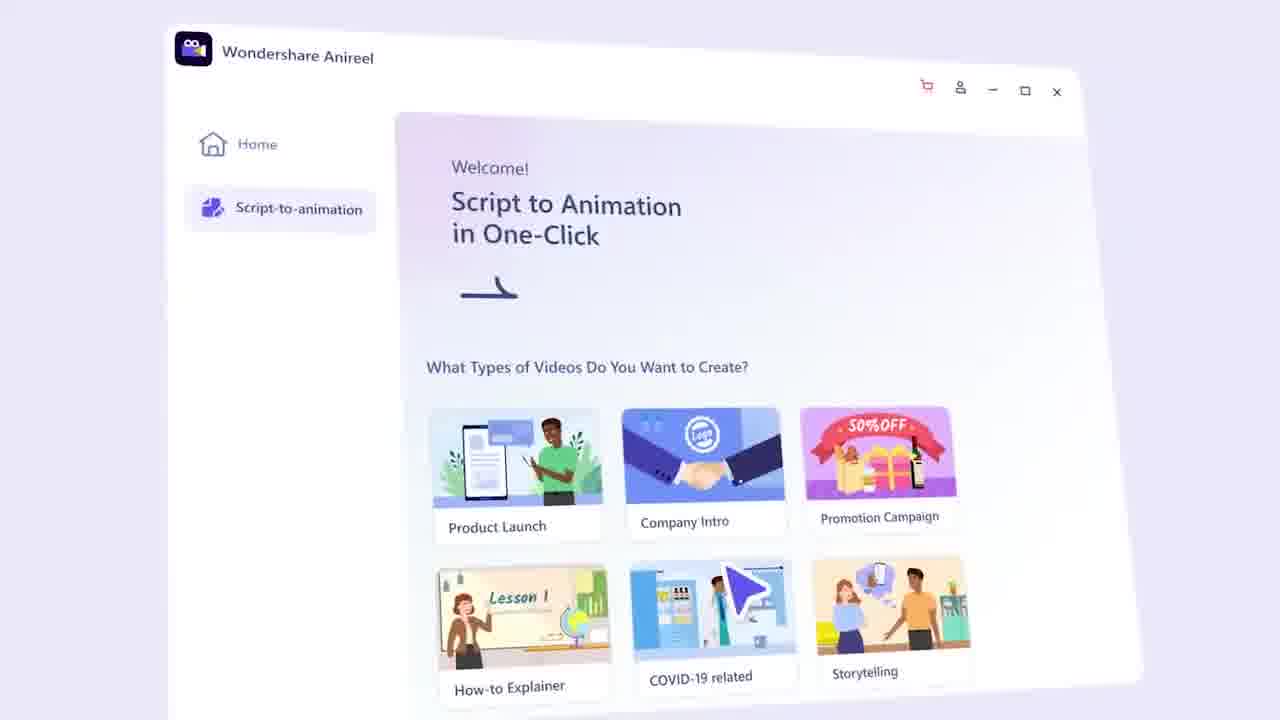 Wondershare Anireel
Home
Script-to-animation
Welcome!
Script to Animation
in One-Click
What Types of Videos Do You Want to Create?
Logo
50%OFF
Product Launch
Company Intro
Promotion Campaign
Lesson 1
How-to Explainer
COVID-19 related
Storytelling